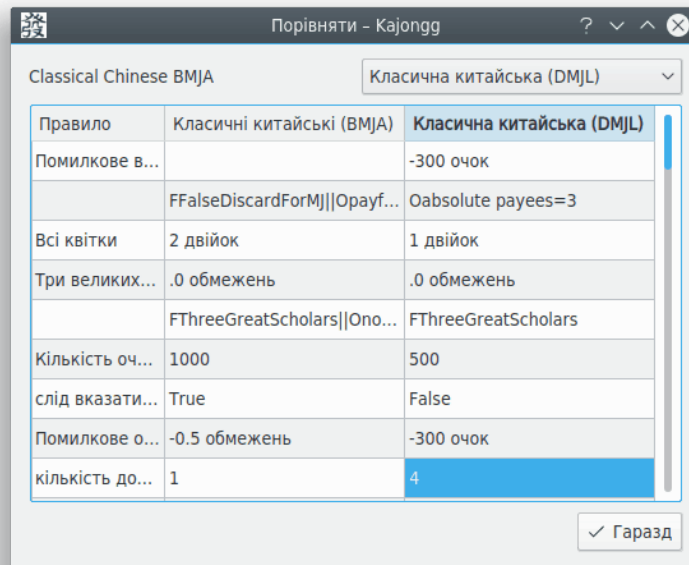 發
Порівняти – Kajongg
Classical Chinese BMJA Класична китайська (DMJL)
Правило Класичні китайські (BMJA) Класична китайська (DMJL)
Помилкове в... -300 очок
FFalseDiscardForMJ||Opayf... Oabsolute payees=3
Всі квітки 2 двійок 1 двійок
Три великих... .0 обмежень .0 обмежень
FThreeGreatScholars||Ono... FThreeGreatScholars
Кількість оч... 1000 500
слід вказати... True False
Помилкове о... -0.5 обмежень -300 очок
кількість до... 1 4
Гаразд